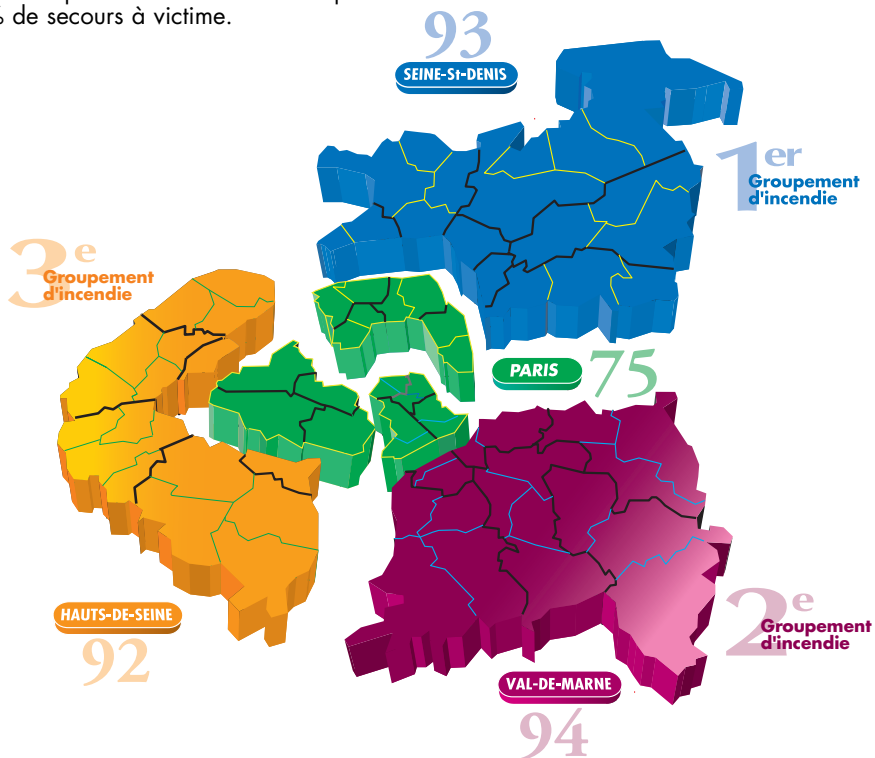 % de secours à victime.
93
SEINE-St-DENIS
1er
Groupement
d'incendie
3e
Groupement
d'incendie
PARIS
75
HAUTS-DE-SEINE
92
2e
Groupement
d'incendie
VAL-DE-MARNE
94